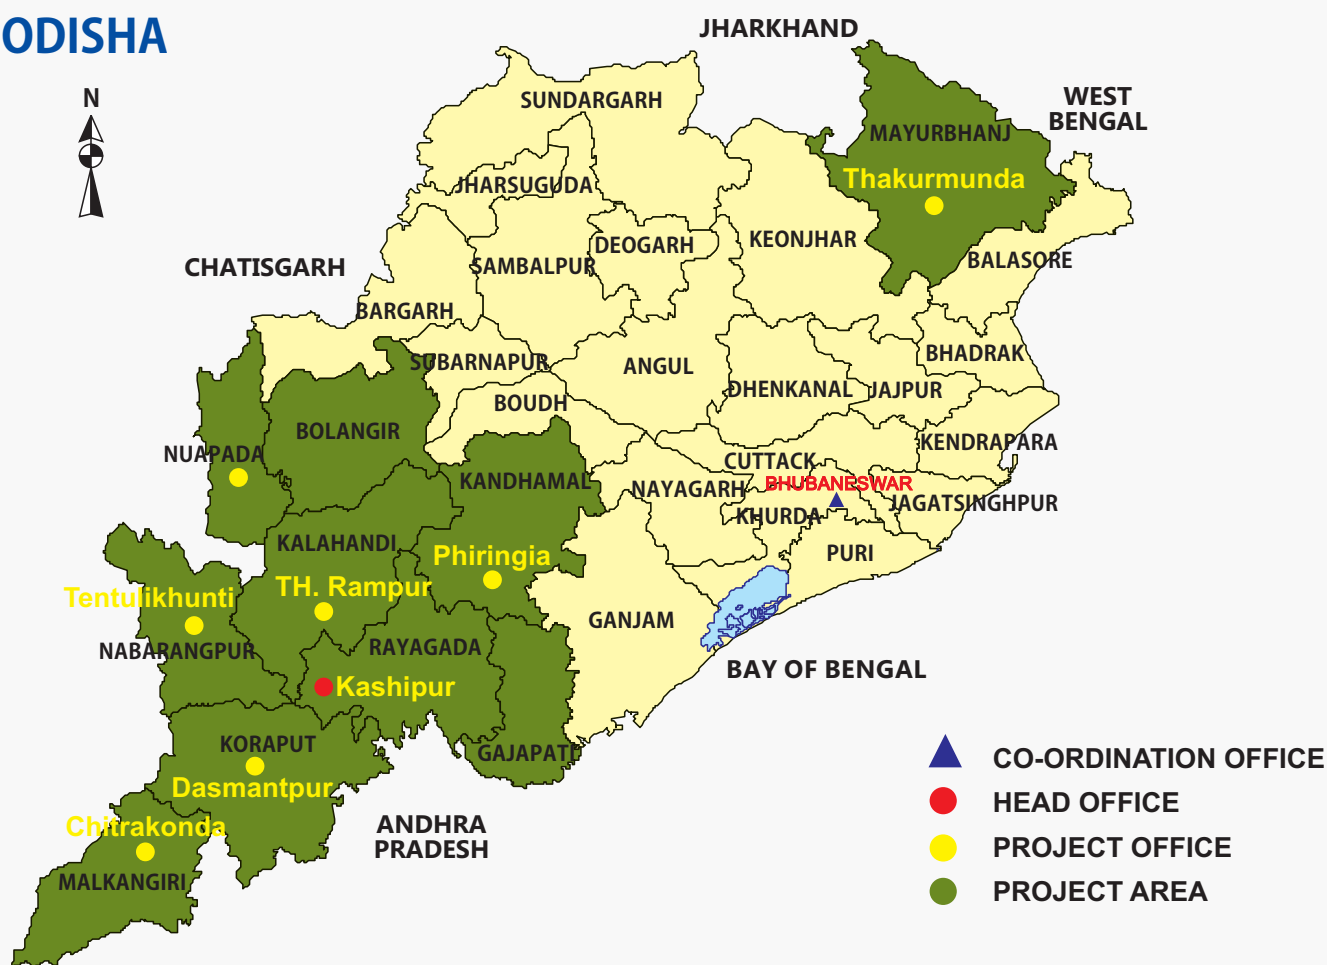 ODISHA
JHARKHAND
N
WEST
BENGAL
SUNDARGARH
MAYURBHANJ
Thakurmunda
JHARSUGUDA
DEOGARH
KEONJHAR
BALASORE
CHATISGARH
SAMBALPUR
BARGARH
SUBARNAPUR
ANGUL
BHADRAK
DHENKANAL
JAJPUR
BOUDH
BOLANGIR
NUAPADA
KENDRAPARA
CUTTACK
KANDHAMAL
NAYAGARH
BHUBANESWAR
JAGATSINGHPUR
KHURDA
KALAHANDI
Phiringia
PURI
TH. Rampur
Tentulikhunti
GANJAM
NABARANGPUR
RAYAGADA
BAY OF BENGAL
Kashipur
KORAPUT
GAJAPATI
Dasmantpur
CO-ORDINATION OFFICE
HEAD OFFICE
Chitrakonda
ANDHRA
PRADESH
PROJECT OFFICE
MALKANGIRI
PROJECT AREA